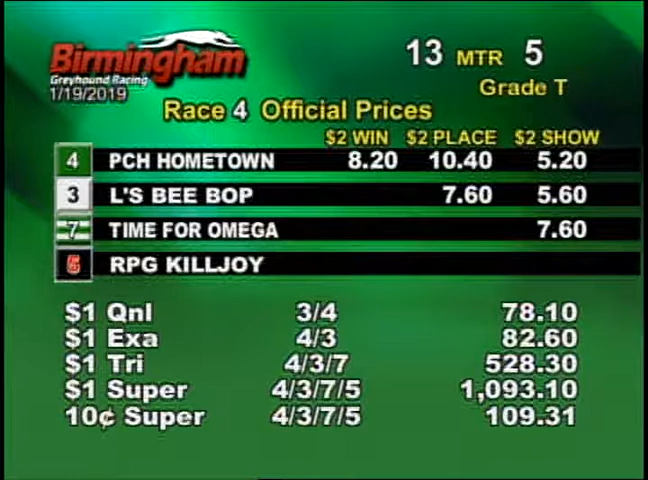 Birmingham
Greyhound Racing
1/19/2019
13 MTR 5
Grade T
Race 4 Official Prices
$2 WIN $2 PLACE $2 SHOW
4 PCH HOMETOWN 8.20 10.40 5.20
3 L'S BEE BOP 7.60 5.60
7 TIME FOR OMEGA 7.60
5 RPG KILLJOY
$1 Qnl 3/4 78.10
$1 Exa 4/3 82.60
$1 Tri 4/3/7 528.30
$1 Super 4/3/7/5 1,093.10
10¢ Super 4/3/7/5 109.31